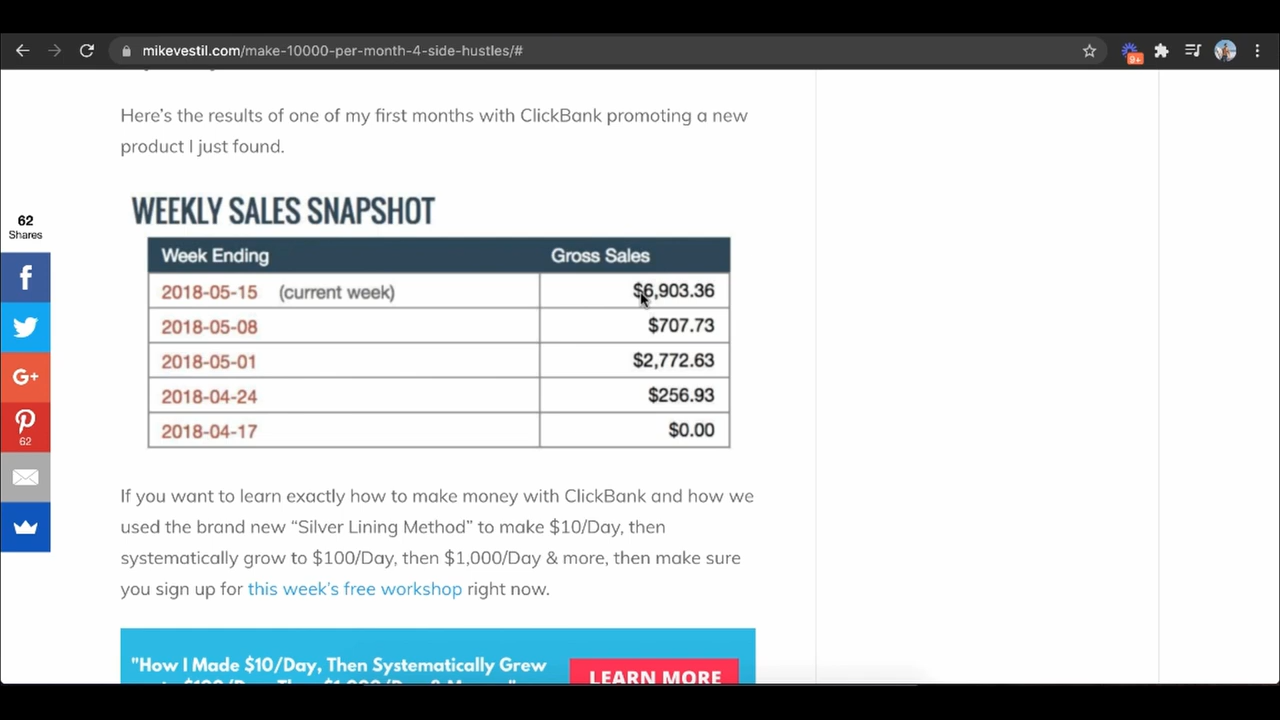 mikevestil.com/make-10000-per-month-4-side-hustles/#
9+
Here's the results of one of my first months with ClickBank promoting a new
product I just found.
WEEKLY SALES SNAPSHOT
Week Ending Gross Sales
2018-05-15 (current week) $6,903.36
2018-05-08 $707.73
2018-05-01 $2,772.63
2018-04-24 $256.93
2018-04-17 $0.00
62
Shares
f
G+
62
If you want to learn exactly how to make money with ClickBank and how we
used the brand new “Silver Lining Method” to make $10/Day, then
systematically grow to $100/Day, then $1,000/Day & more, then make sure
you sign up for this week's free workshop right now.
"How I Made $10/Day, Then Systematically Grew
LEARN MORE